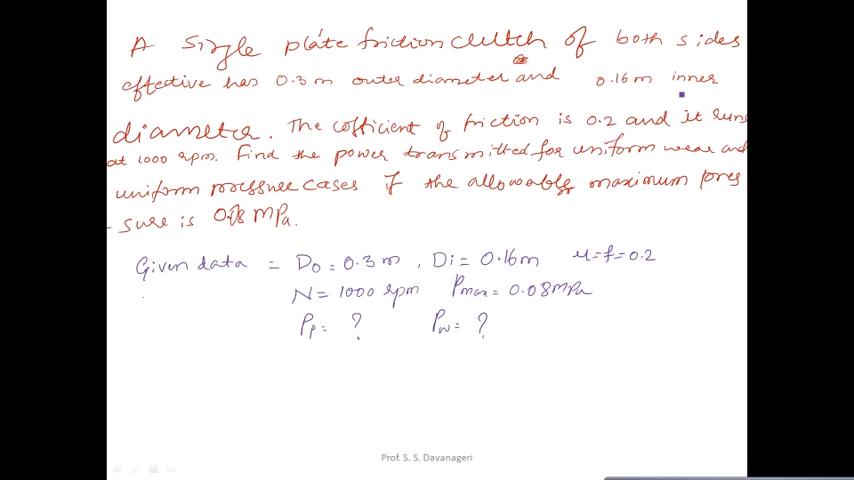 A single plate friction clutch of both sides
effective has 0.3 m outer diameter and 0.16 m inner
diameter. The cofficient of friction is 0.2 and it runs
at 1000 rpm. Find the power transmitted for uniform wear and
uniform pressure cases if the allowable maximum pres
- sure is 0.08 MPa.
Given data = Do = 0.3 m, Di = 0.16m μ=f=0.2
N = 1000 rpm Pmax = 0.08 MPa
Pp = ? Pw = ?
Prof. S. S. Davanageri